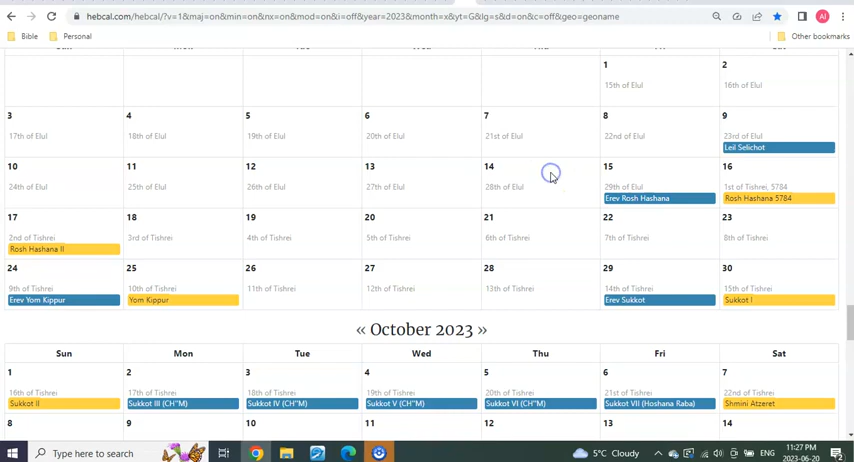 hebcal.com/hebcal/?v=1&maj=on&min=on&nx=on&mod=on&i=off&year=2023&month=x&yt=G&lg=s&d=on&c=off&geo=geoname
AI
Bible Personal Other bookmarks
1 2
15th of Elul 16th of Elul
3 4 5 6 7 8 9
17th of Elul 18th of Elul 19th of Elul 20th of Elul 21st of Elul 22nd of Elul 23rd of Elul
Leil Selichot
10 11 12 13 14 15 16
24th of Elul 25th of Elul 26th of Elul 27th of Elul 28th of Elul 29th of Elul 1st of Tishrei, 5784
Erev Rosh Hashana Rosh Hashana 5784
17 18 19 20 21 22 23
2nd of Tishrei 3rd of Tishrei 4th of Tishrei 5th of Tishrei 6th of Tishrei 7th of Tishrei 8th of Tishrei
Rosh Hashana II
24 25 26 27 28 29 30
9th of Tishrei 10th of Tishrei 11th of Tishrei 12th of Tishrei 13th of Tishrei 14th of Tishrei 15th of Tishrei
Erev Yom Kippur Yom Kippur Erev Sukkot Sukkot I
« October 2023 »
Sun Mon Tue Wed Thu Fri Sat
1 2 3 4 5 6 7
16th of Tishrei 17th of Tishrei 18th of Tishrei 19th of Tishrei 20th of Tishrei 21st of Tishrei 22nd of Tishrei
Sukkot II Sukkot III (CH"M) Sukkot IV (CH"M) Sukkot V (CH"M) Sukkot VI (CH"M) Sukkot VII (Hoshana Raba) Shmini Atzeret
8 9 10 11 12 13 14
Type here to search 5°C Cloudy ENG 11:27 PM
2023-06-20 2